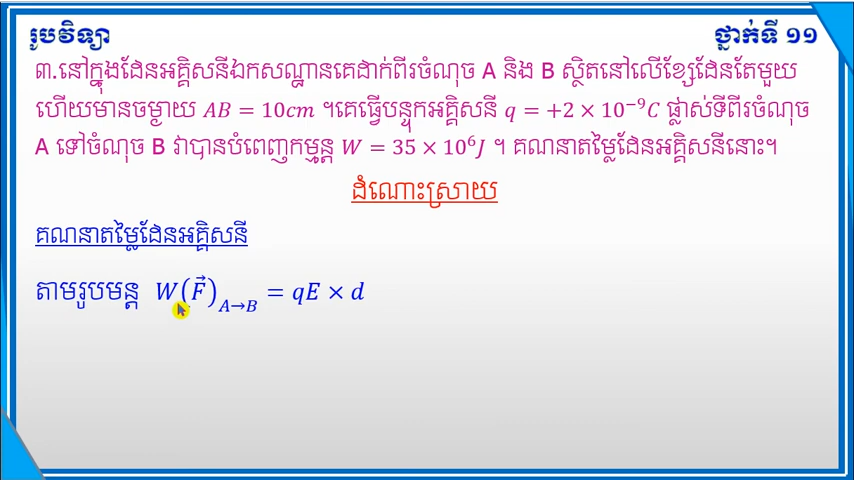 រូបវិទ្យា
ថ្នាក់ទី ១១
៣.នៅក្នុងដែនអគ្គិសនីឯកសណ្ឋានគេដាក់ពីរចំណុច A និង B ស្ថិតនៅលើខ្សែដែនតែមួយ
ហើយមានចម្ងាយ AB = 10cm ។គេធ្វើបន្ទុកអគ្គិសនី q = +2 × 10⁻⁹C ផ្លាស់ទីពីរចំណុច
A ទៅចំណុច B វាបានបំពេញកម្មន្ត W = 35 × 10⁶J ។ គណនាតម្លៃដែនអគ្គិសនីនោះ។
ដំណោះស្រាយ
គណនាតម្លៃដែនអគ្គិសនី
តាមរូបមន្ត W(F⃗)A→B = qE × d